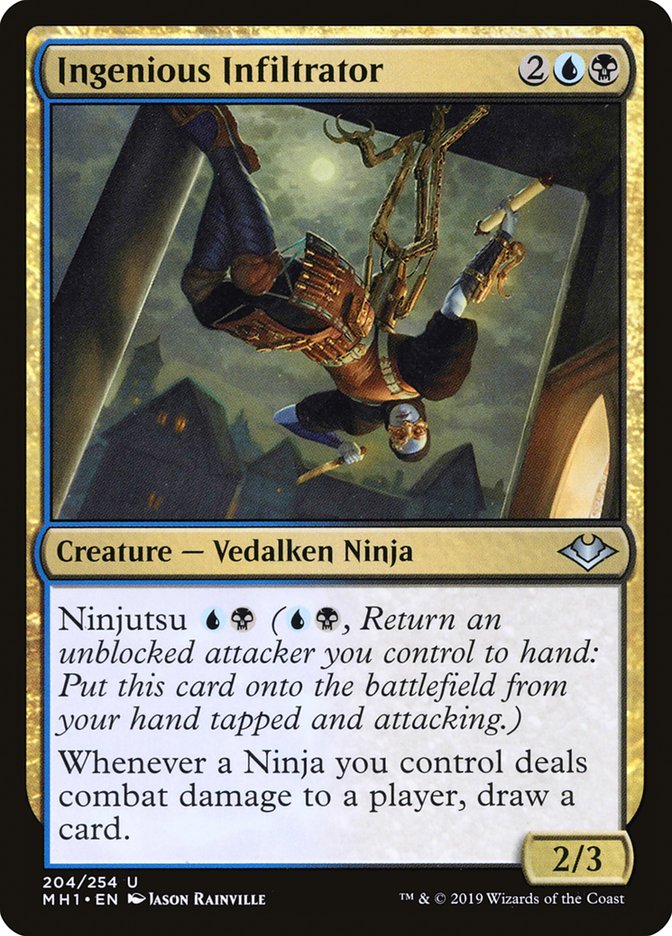 Ingenious Infiltrator 2
Creature — Vedalken Ninja
Ninjutsu (, Return an
unblocked attacker you control to hand:
Put this card onto the battlefield from
your hand tapped and attacking.)
Whenever a Ninja you control deals
combat damage to a player, draw a
card.
2/3
204/254 U
MH1 • EN Jason Rainville
™ & © 2019 Wizards of the Coast